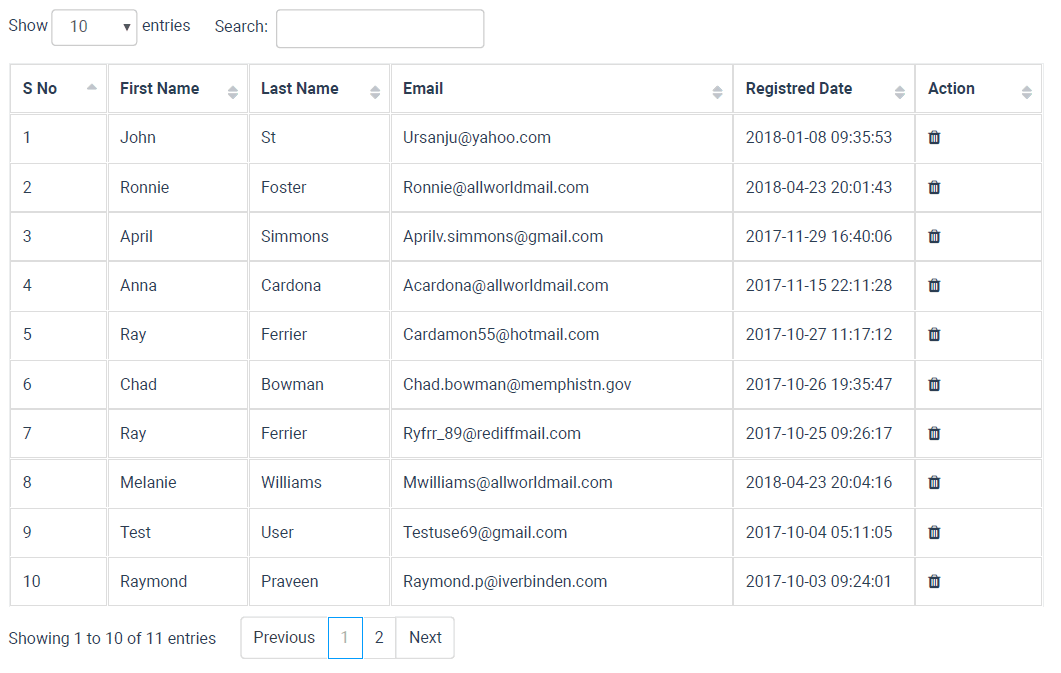 Show 10 entries Search:
S No First Name Last Name Email Registred Date Action
1 John St Ursanju@yahoo.com 2018-01-08 09:35:53
2 Ronnie Foster Ronnie@allworldmail.com 2018-04-23 20:01:43
3 April Simmons Aprilv.simmons@gmail.com 2017-11-29 16:40:06
4 Anna Cardona Acardona@allworldmail.com 2017-11-15 22:11:28
5 Ray Ferrier Cardamon55@hotmail.com 2017-10-27 11:17:12
6 Chad Bowman Chad.bowman@memphistn.gov 2017-10-26 19:35:47
7 Ray Ferrier Ryfrr_89@rediffmail.com 2017-10-25 09:26:17
8 Melanie Williams Mwilliams@allworldmail.com 2018-04-23 20:04:16
9 Test User Testuse69@gmail.com 2017-10-04 05:11:05
10 Raymond Praveen Raymond.p@iverbinden.com 2017-10-03 09:24:01
Showing 1 to 10 of 11 entries Previous 1 2 Next